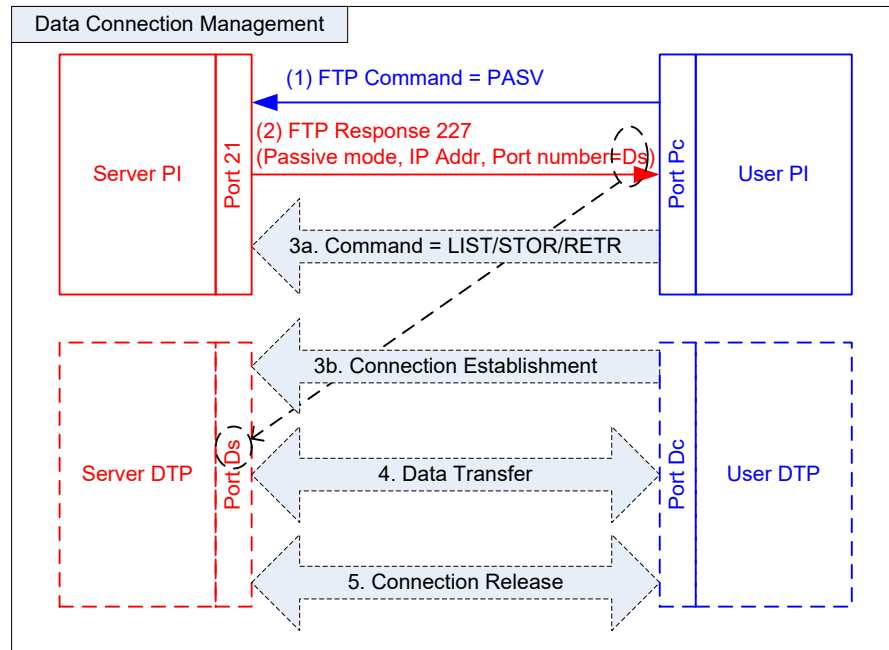 Data Connection Management
(1) FTP Command = PASV
(2) FTP Response 227
(Passive mode, IP Addr, Port number=Ds)
Server PI
Port 21
Port Pc
User PI
3a. Command = LIST/STOR/RETR
3b. Connection Establishment
Server DTP
Port Ds
4. Data Transfer
Port Dc
User DTP
5. Connection Release